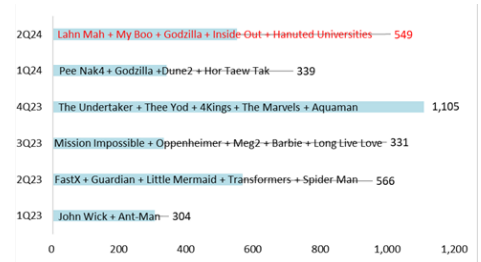 2Q24 Lahn Mah + My Boo + Godzilla + Inside Out + Hanuted Universities 549
1Q24 Pee Nak4 + Godzilla +Dune2 + Hor Taew Tak 339
4Q23 The Undertaker + Thee Yod + 4Kings + The Marvels + Aquaman 1,105
3Q23 Mission Impossible + Oppenheimer + Meg2 + Barbie + Long Live Love 331
2Q23 FastX + Guardian + Little Mermaid + Transformers + Spider Man 566
1Q23 John Wick + Ant-Man 304
0 200 400 600 800 1,000 1,200